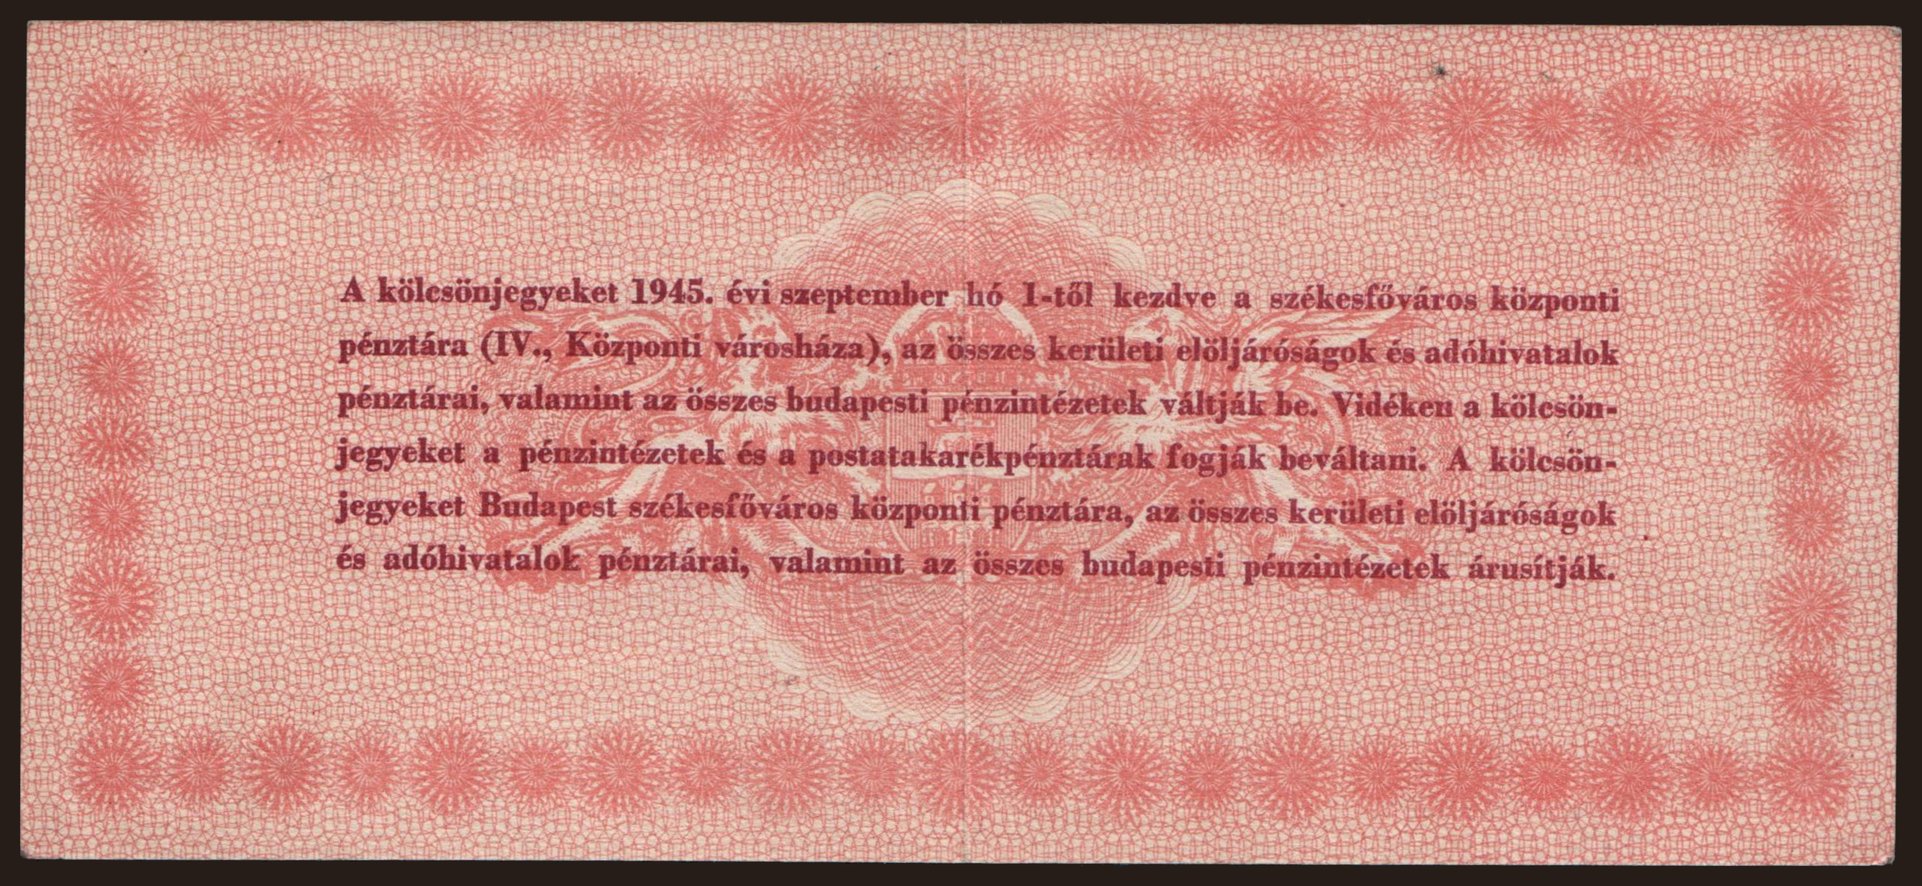 A kölcsönjegyeket 1945. évi szeptember hó 1-től kezdve a székesfőváros központi
pénztára (IV., Központi városháza), az összes kerületi elöljáróságok és adóhivatalok
pénztárai, valamint az összes budapesti pénzintézetek váltják be. Vidéken a kölcsön-
jegyeket a pénzintézetek és a postatakarékpénztárak fogják beváltani. A kölcsön-
jegyeket Budapest székesfőváros központi pénztára, az összes kerületi elöljáróságok
és adóhivatalok pénztárai, valamint az összes budapesti pénzintézetek árusítják.